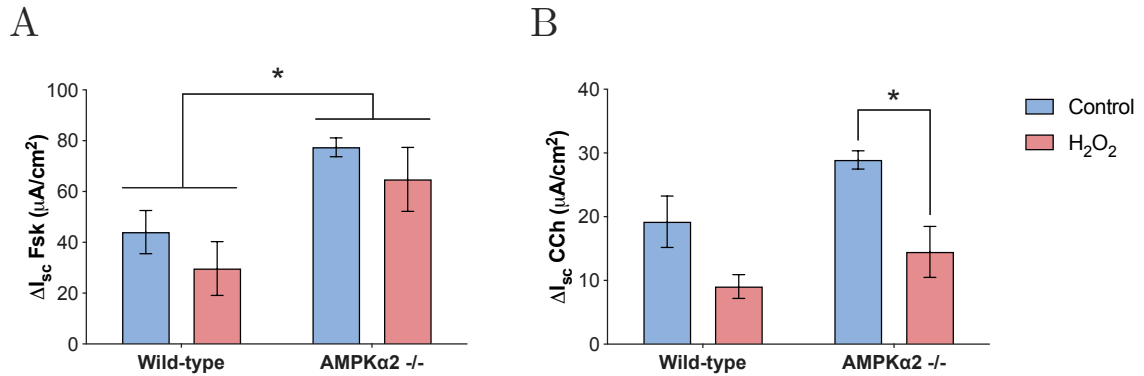 A
B
*
*
ΔIsc Fsk (μA/cm²)
100
80
60
40
20
0
Wild-type
AMPKα2 -/-
ΔIsc CCh (μA/cm²)
40
30
20
10
0
Wild-type
AMPKα2 -/-
Control
H₂O₂